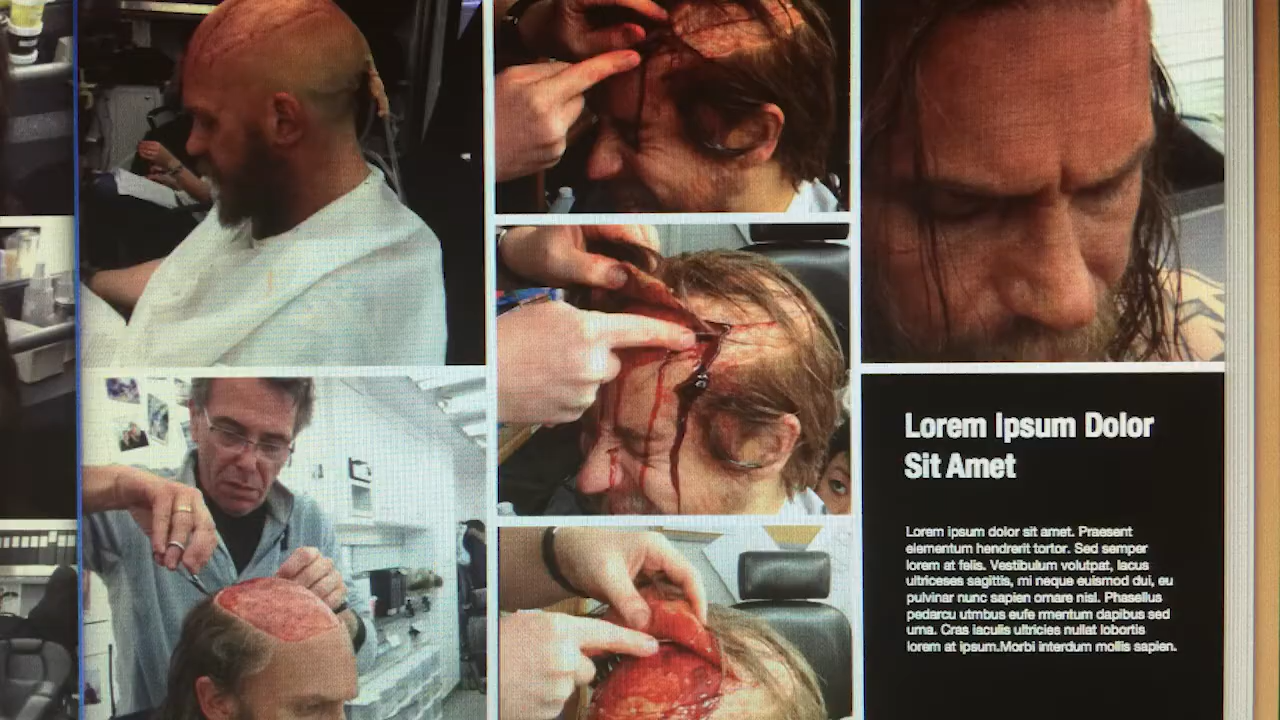 Lorem Ipsum Dolor
Sit Amet
Lorem ipsum dolor sit amet. Praesent
elementum hendrerit tortor. Sed semper
lorem at felis. Vestibulum volutpat, lacus
ultriceses sagittis, mi neque euismod dui, eu
pulvinar nunc sapien ornare nisl. Phasellus
pedarcu utmbus eufe rmentum dapibus sed
urna. Cras iaculis ultricies nullat lobortis
lorem at ipsum.Morbi interdum mollis sapien.